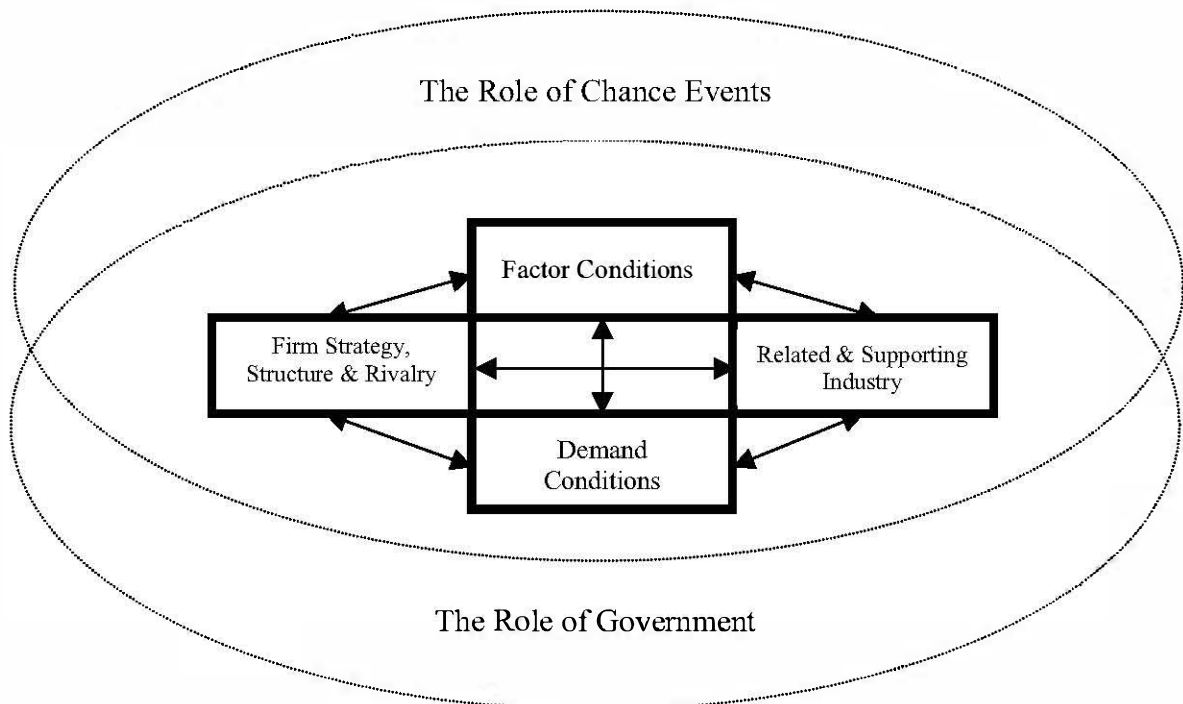 The Role of Chance Events
Factor Conditions
Firm Strategy,
Structure & Rivalry
Related & Supporting
Industry
Demand
Conditions
The Role of Government